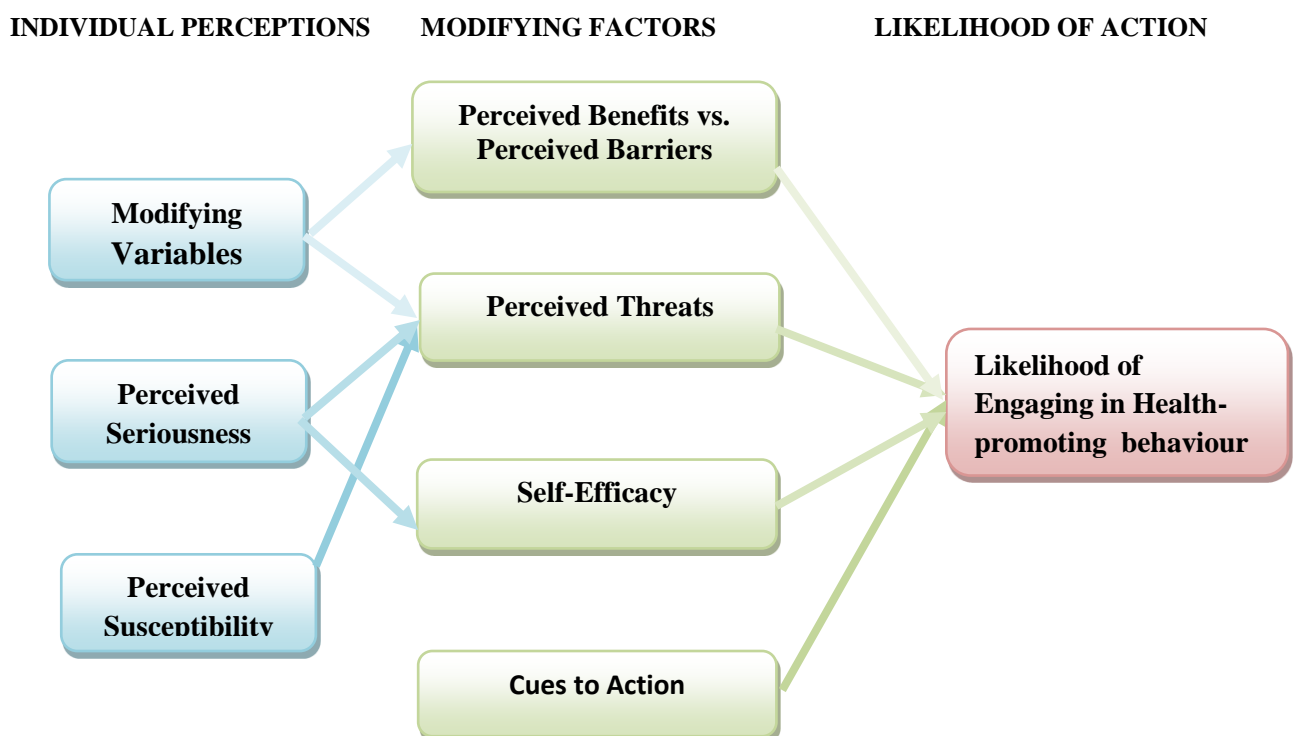 INDIVIDUAL PERCEPTIONS
MODIFYING FACTORS
LIKELIHOOD OF ACTION
Modifying
Variables
Perceived
Seriousness
Perceived
Susceptibility
Perceived Benefits vs.
Perceived Barriers
Perceived Threats
Self-Efficacy
Cues to Action
Likelihood of
Engaging in Health-
promoting behaviour